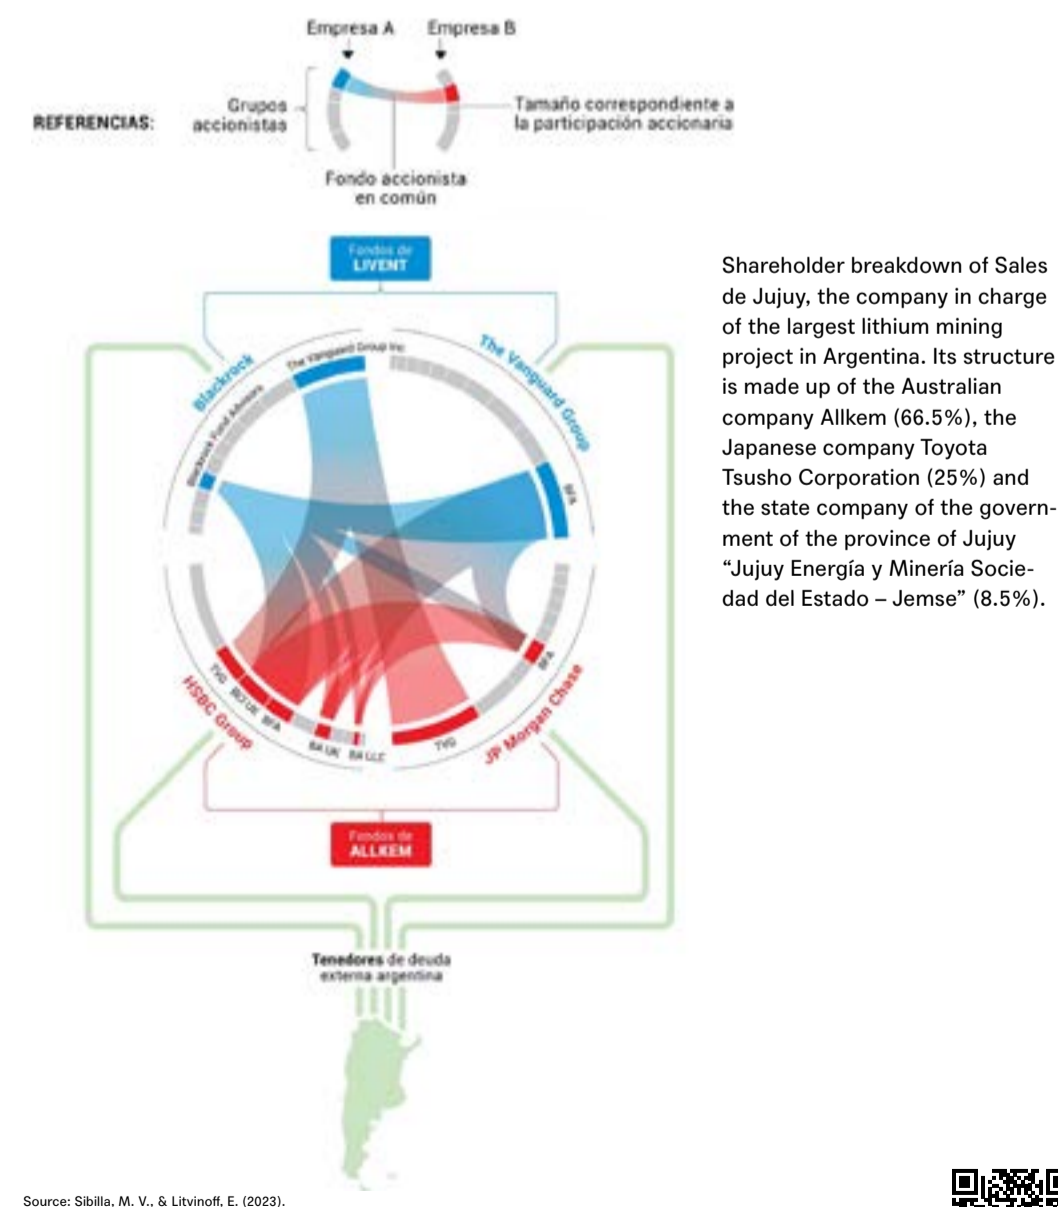 Empresa A
Empresa B
REFERENCIAS:
Grupos
accionistas
Tamaño correspondiente a
la participación accionaria
Fondo accionista
en común
Fondos de
LIVENT
Blackrock
The Vanguard Group Inc
The Vanguard Group
Blackrock Fund Advisors
BFA
TVG
BCI UK
BFA
BA UK
BA LLC
TVG
BFA
HSBC Group
JP Morgan Chase
Fondos de
ALLKEM
Tenedores de deuda
externa argentina
Shareholder breakdown of Sales
de Jujuy, the company in charge
of the largest lithium mining
project in Argentina. Its structure
is made up of the Australian
company Allkem (66.5%), the
Japanese company Toyota
Tsusho Corporation (25%) and
the state company of the govern-
ment of the province of Jujuy
“Jujuy Energía y Minería Socie-
dad del Estado – Jemse” (8.5%).
Source: Sibilla, M. V., & Litvinoff, E. (2023).